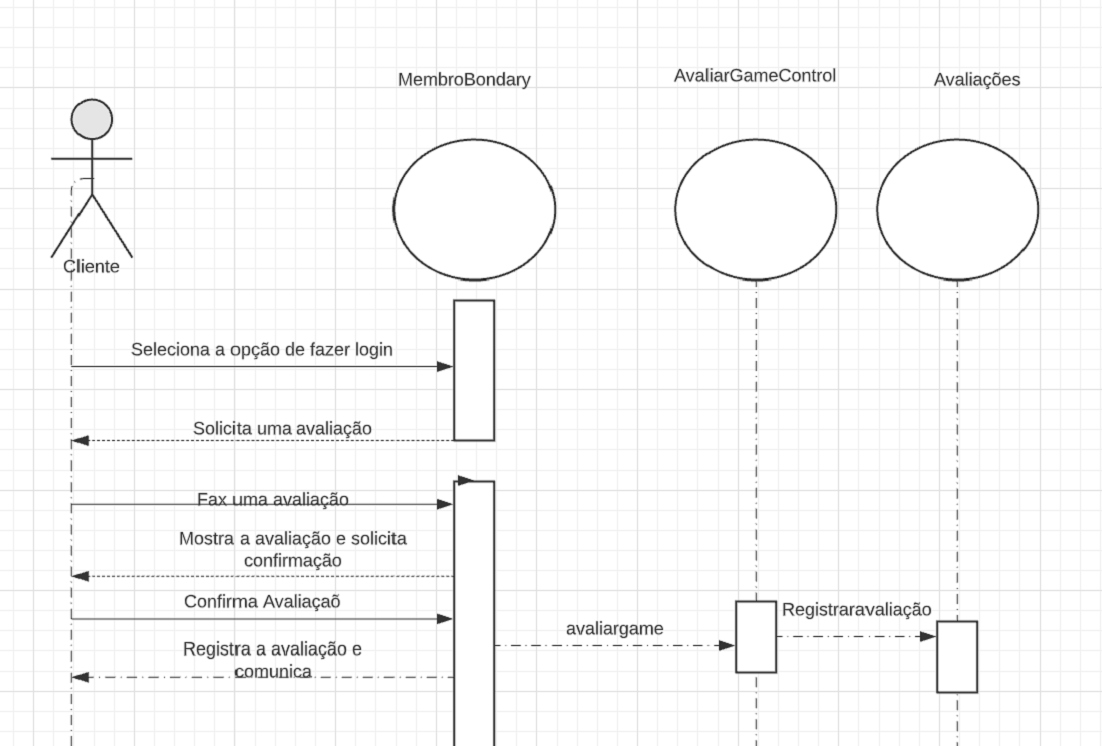 MembroBondary
AvaliarGameControl
Avaliações
Cliente
Seleciona a opção de fazer login
Solicita uma avaliação
Fax uma avaliação
Mostra a avaliação e solicita
confirmação
Confirma Avaliaçaõ
Registraravaliação
avaliargame
Registra a avaliação e
comunica